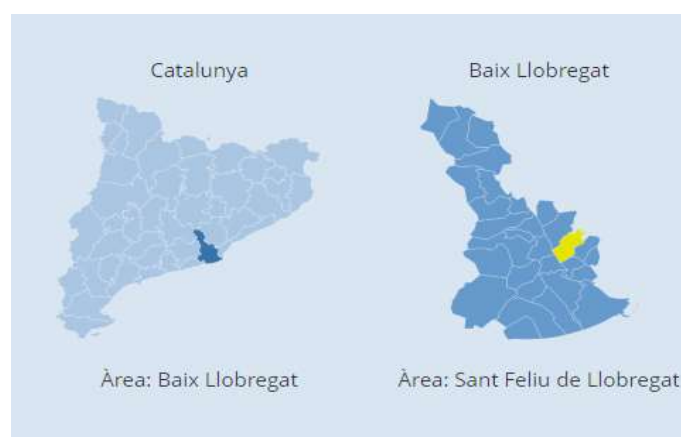 Catalunya
Baix Llobregat
Àrea: Baix Llobregat
Àrea: Sant Feliu de Llobregat